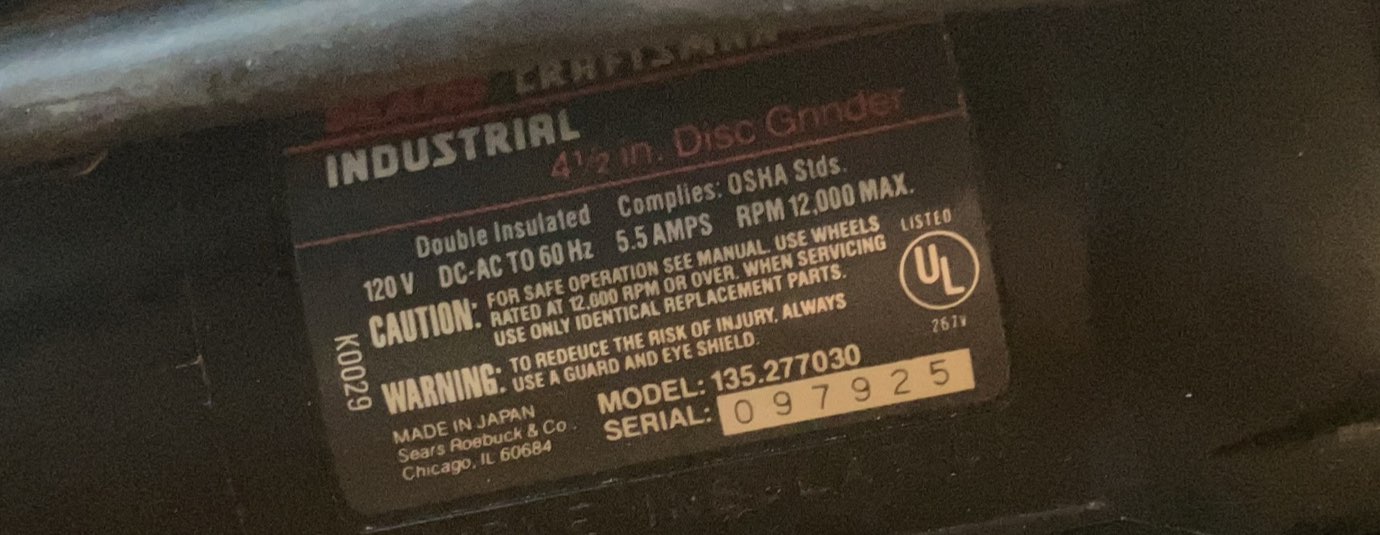 SEARS CRAFTSMAN
INDUSTRIAL
4 1/2 in. Disc Grinder
Double Insulated Complies: OSHA Stds.
120 V DC-AC TO 60 Hz 5.5 AMPS RPM 12,000 MAX.
CAUTION: FOR SAFE OPERATION SEE MANUAL. USE WHEELS
RATED AT 12,000 RPM OR OVER. WHEN SERVICING
USE ONLY IDENTICAL REPLACEMENT PARTS.
LISTED
UL
267V
WARNING: TO REDEUCE THE RISK OF INJURY, ALWAYS
USE A GUARD AND EYE SHIELD.
K0029
MODEL: 135.277030
SERIAL: 097925
MADE IN JAPAN
Sears Roebuck & Co.
Chicago, IL 60684